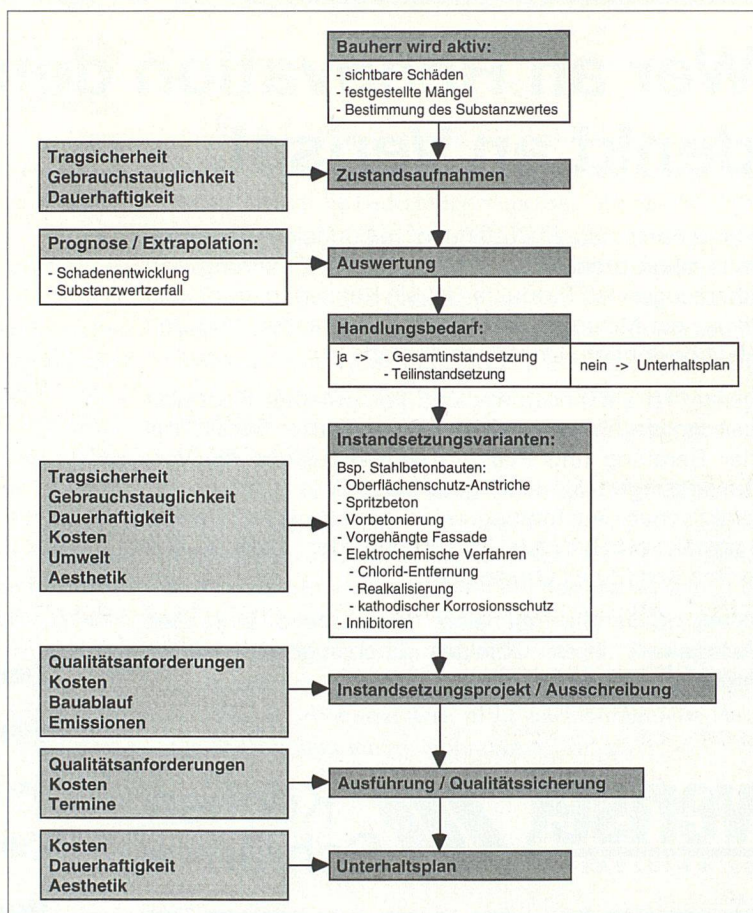 Bauherr wird aktiv:
- sichtbare Schäden
- festgestellte Mängel
- Bestimmung des Substanzwertes
Tragsicherheit
Gebrauchstauglichkeit
Dauerhaftigkeit
Zustandsaufnahmen
Prognose / Extrapolation:
- Schadenentwicklung
- Substanzwertzerfall
Auswertung
Handlungsbedarf:
ja -> - Gesamtinstandsetzung
- Teilinstandsetzung
nein -> Unterhaltsplan
Instandsetzungsvarianten:
Bsp. Stahlbetonbauten:
- Oberflächenschutz-Anstriche
- Spritzbeton
- Vorbetonierung
- Vorgehängte Fassade
- Elektrochemische Verfahren
- Chlorid-Entfernung
- Realkalisierung
- kathodischer Korrosionsschutz
- Inhibitoren
Tragsicherheit
Gebrauchstauglichkeit
Dauerhaftigkeit
Kosten
Umwelt
Aesthetik
Qualitätsanforderungen
Kosten
Bauablauf
Emissionen
Instandsetzungsprojekt / Ausschreibung
Qualitätsanforderungen
Kosten
Termine
Ausführung / Qualitätssicherung
Kosten
Dauerhaftigkeit
Aesthetik
Unterhaltsplan